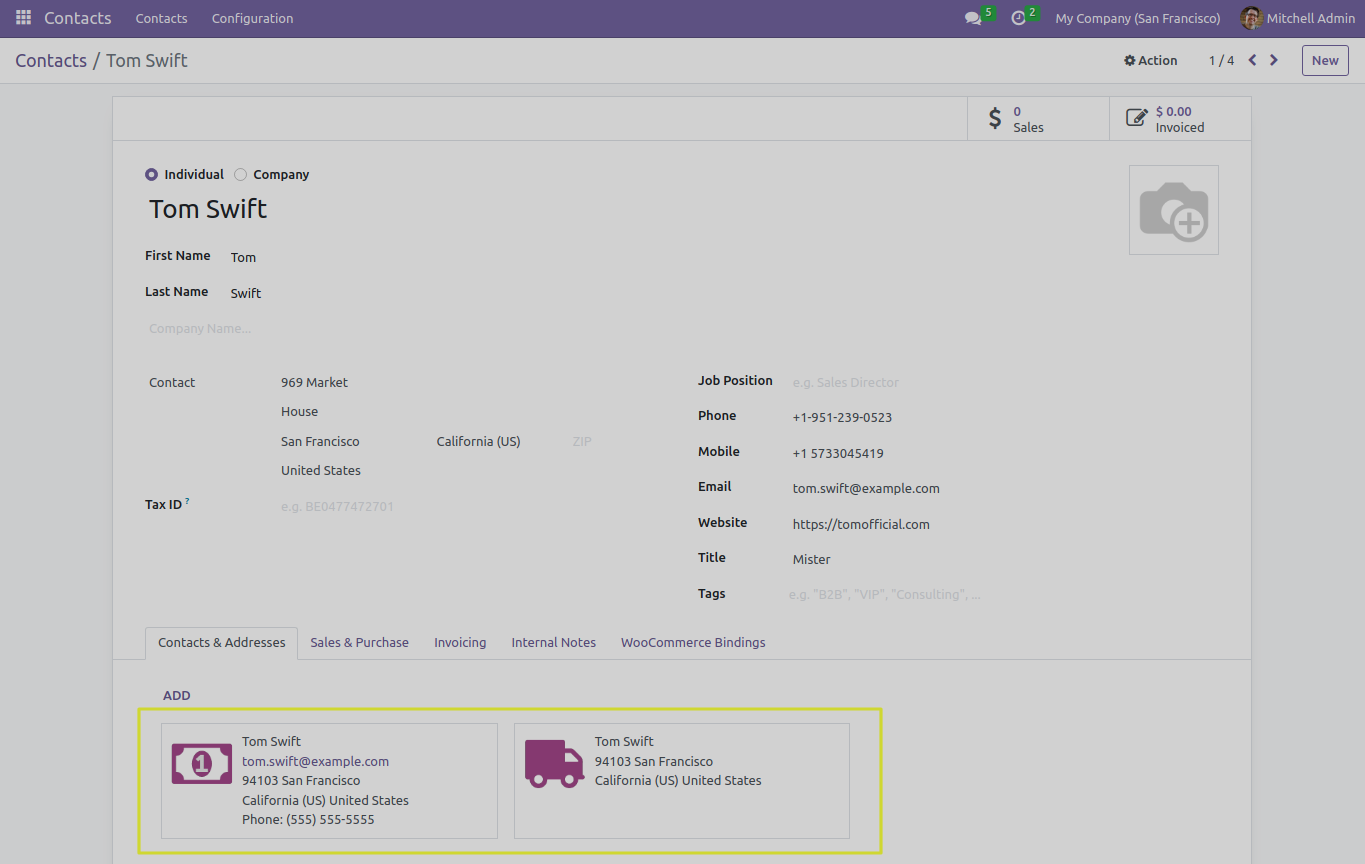 Contacts Contacts Configuration 5 2 My Company (San Francisco) Mitchell Admin
Contacts / Tom Swift Action 1 / 4 New
0 $ 0.00
$ Sales Invoiced
Individual Company
Tom Swift
First Name Tom
Last Name Swift
Company Name...
Contact 969 Market
House
San Francisco California (US) ZIP
United States
Tax ID ? e.g. BE0477472701
Job Position e.g. Sales Director
Phone +1-951-239-0523
Mobile +1 5733045419
Email tom.swift@example.com
Website https://tomofficial.com
Title Mister
Tags e.g. "B2B", "VIP", "Consulting", ...
Contacts & Addresses Sales & Purchase Invoicing Internal Notes WooCommerce Bindings
ADD
1
Tom Swift
tom.swift@example.com
94103 San Francisco
California (US) United States
Phone: (555) 555-5555
Tom Swift
94103 San Francisco
California (US) United States